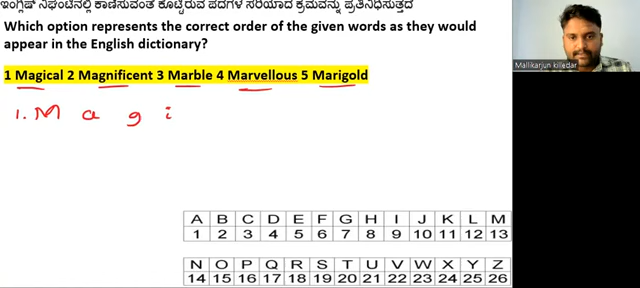 ಇಂಗ್ಲಿಷ್ ನಿಘಂಟಿನಲ್ಲಿ ಕಾಣಿಸುವಂತೆ ಕೊಟ್ಟಿರುವ ಪದಗಳ ಸರಿಯಾದ ಕ್ರಮವನ್ನು ಪ್ರತಿನಿಧಿಸುತ್ತದೆ
Which option represents the correct order of the given words as they would
appear in the English dictionary?
1 Magical 2 Magnificent 3 Marble 4 Marvellous 5 Marigold
1. M a g i
A B C D E F G H I J K L M
1 2 3 4 5 6 7 8 9 10 11 12 13
N O P Q R S T U V W X Y Z
14 15 16 17 18 19 20 21 22 23 24 25 26
Mallikarjun killedar